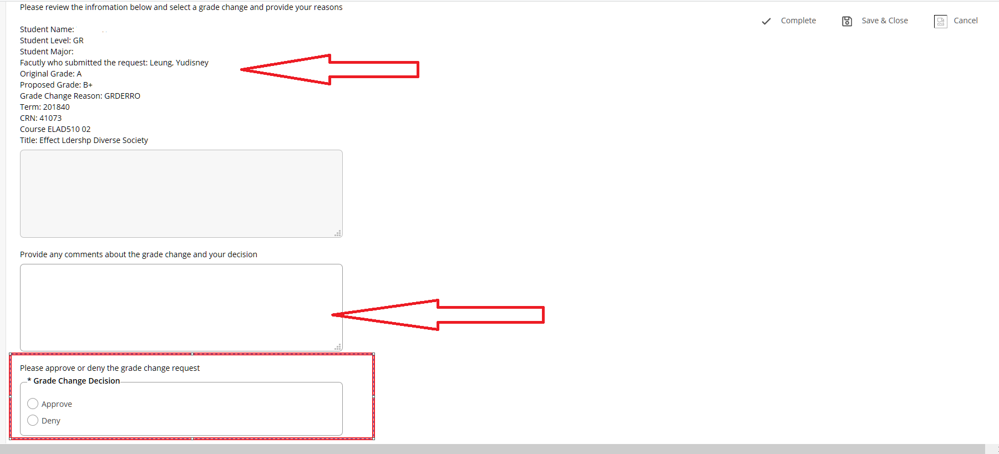 Please review the infromation below and select a grade change and provide your reasons
Complete
Save & Close
Cancel
Student Name:
Student Level: GR
Student Major:
Facutly who submitted the request: Leung, Yudisney
Original Grade: A
Proposed Grade: B+
Grade Change Reason: GRDERRO
Term: 201840
CRN: 41073
Course ELAD510 02
Title: Effect Ldershp Diverse Society
Provide any comments about the grade change and your decision
Please approve or deny the grade change request
* Grade Change Decision
Approve
Deny